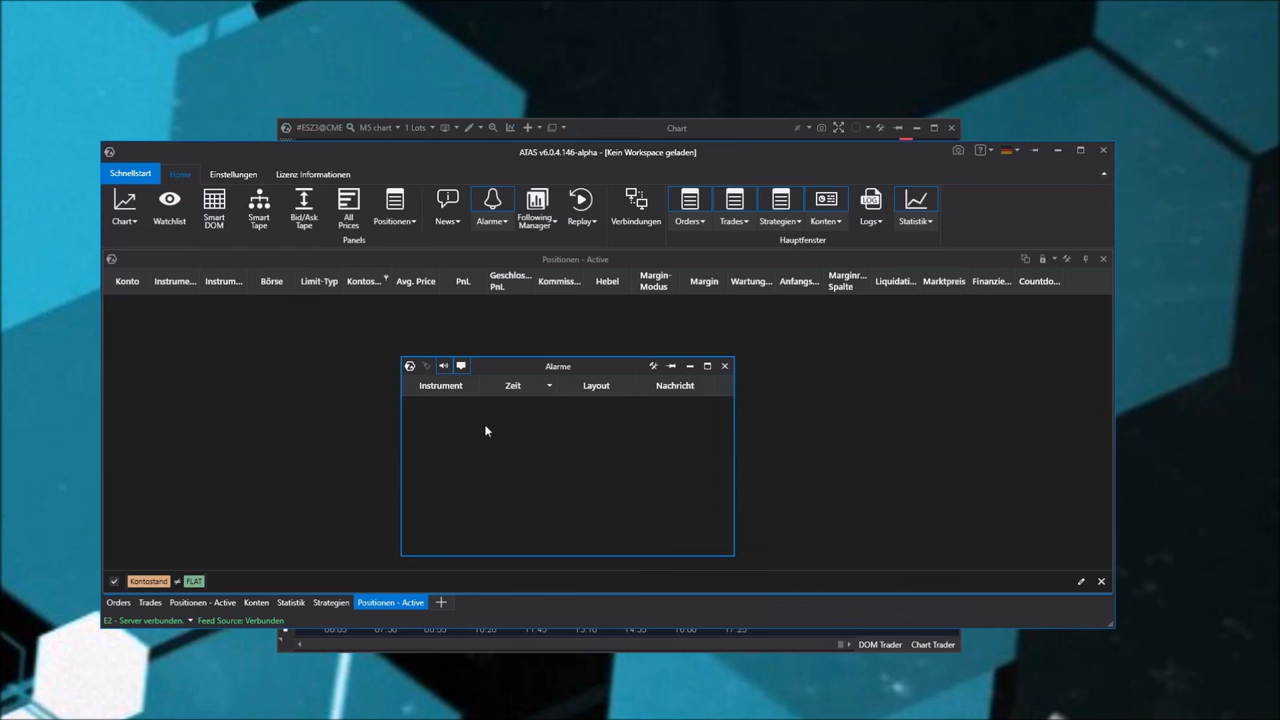 #ESZ3@CME M5 chart 1 Lots Chart
ATAS v6.0.4.146-alpha - [Kein Workspace geladen]
Schnellstart Home Einstellungen Lizenz Informationen
Chart Watchlist Smart DOM Smart Tape Bid/Ask Tape All Prices Positionen News Alarme Following Manager Replay Verbindungen Orders Trades Strategien Konten LOG Logs Statistik
Panels Hauptfenster
Positionen - Active
Konto Instrume... Instrum... Börse Limit-Typ Kontos... Avg. Price PnL Geschlos... PnL Kommiss... Hebel Margin-Modus Margin Wartung... Anfangs... Marginr... Spalte Liquidati... Marktpreis Finanzie... Countdo...
Alarme
Instrument Zeit Layout Nachricht
Kontostand ≠ FLAT
Orders Trades Positionen - Active Konten Statistik Strategien Positionen - Active
E2 - Server verbunden. Feed Source: Verbunden
DOM Trader Chart Trader